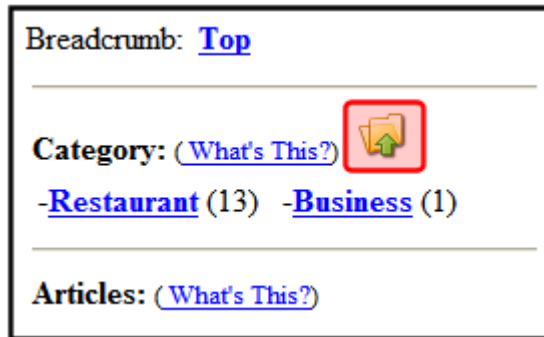 Breadcrumb: Top
Category: ( What's This?)
-Restaurant (13) -Business (1)
Articles: ( What's This?)